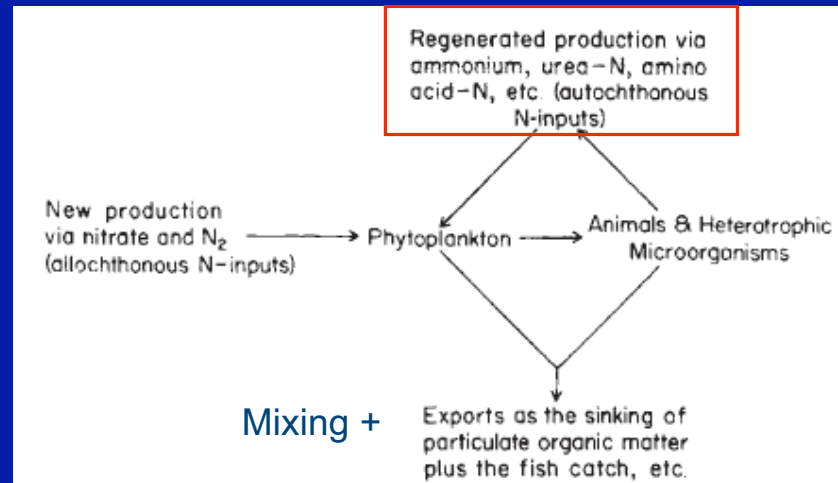 Regenerated production via
ammonium, urea-N, amino
acid-N, etc. (autochthonous
N-inputs)
New production
via nitrate and N₂
(allochthonous N-inputs)
Phytoplankton
Animals & Heterotrophic
Microorganisms
Mixing +
Exports as the sinking of
particulate organic matter
plus the fish catch, etc.